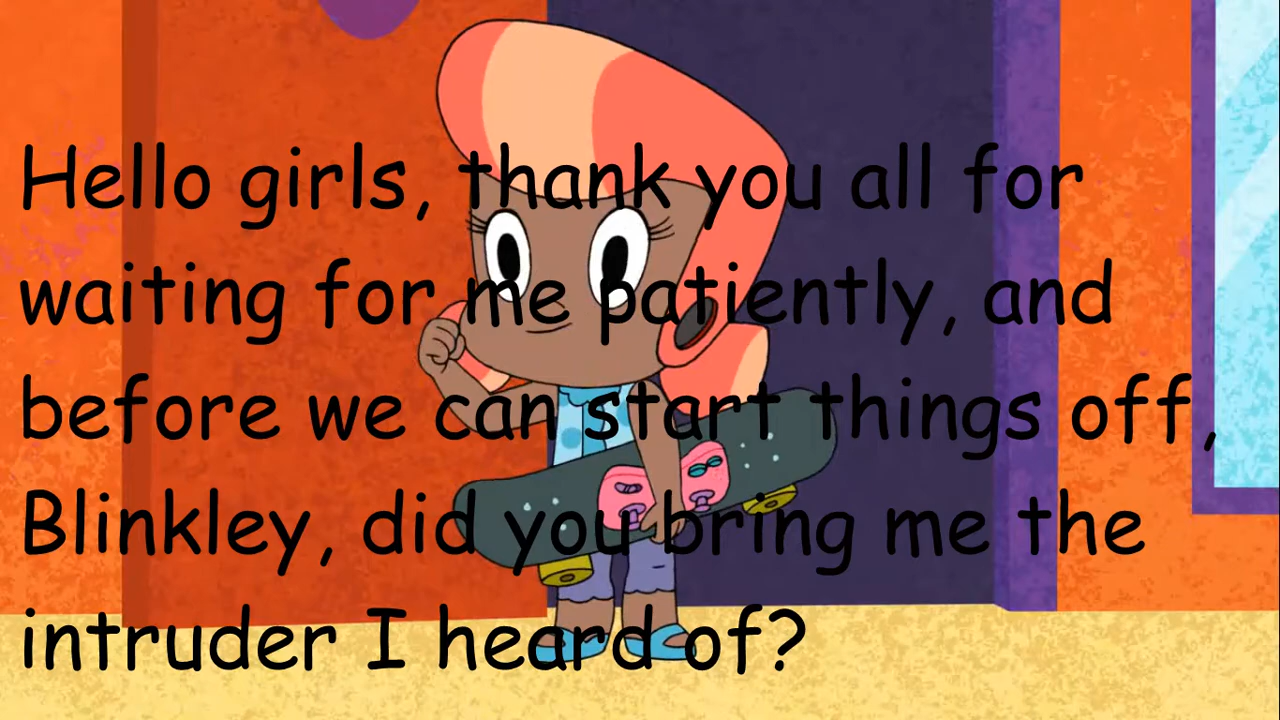 Hello girls, thank you all for
waiting for me patiently, and
before we can start things off,
Blinkley, did you bring me the
intruder I heard of?